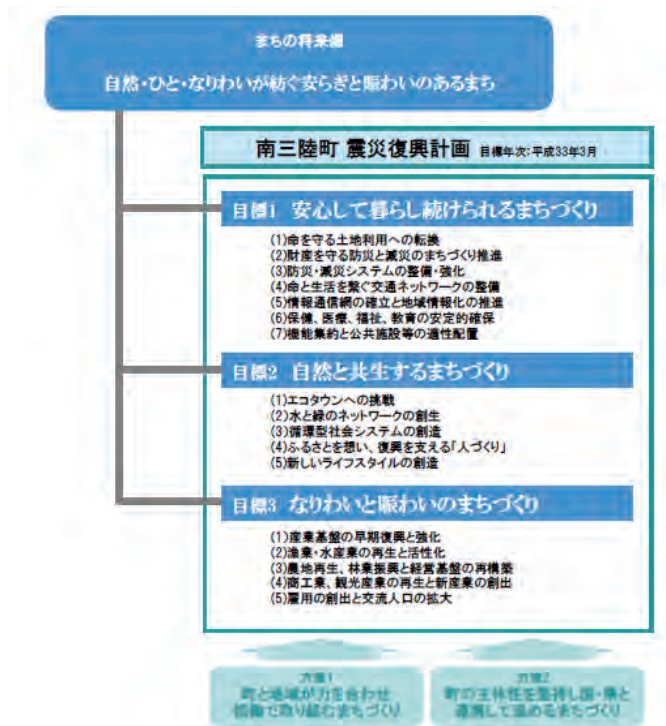 まちの将来像
自然・ひと・なりわいが紡ぐ安らぎと賑わいのあるまち
南三陸町 震災復興計画 目標年次:平成33年3月
目標1 安心して暮らし続けられるまちづくり
(1)命を守る土地利用への転換
(2)財産を守る防災と減災のまちづくり推進
(3)防災・減災システムの整備・強化
(4)命と生活を繋ぐ交通ネットワークの整備
(5)情報通信網の確立と地域情報化の推進
(6)保健、医療、福祉、教育の安定的確保
(7)機能集約と公共施設等の適性配置
目標2 自然と共生するまちづくり
(1)エコタウンへの挑戦
(2)水と緑のネットワークの創生
(3)循環型社会システムの創造
(4)ふるさとを想い、復興を支える「人づくり」
(5)新しいライフスタイルの創造
目標3 なりわいと賑わいのまちづくり
(1)産業基盤の早期復興と強化
(2)漁業・水産業の再生と活性化
(3)農地再生、林業振興と経営基盤の再構築
(4)商工業、観光産業の再生と新産業の創出
(5)雇用の創出と交流人口の拡大
方策1
町と地域が力を合わせ
協働で取り組むまちづくり
方策2
町の主体性を堅持し国・県と
連携して進めるまちづくり